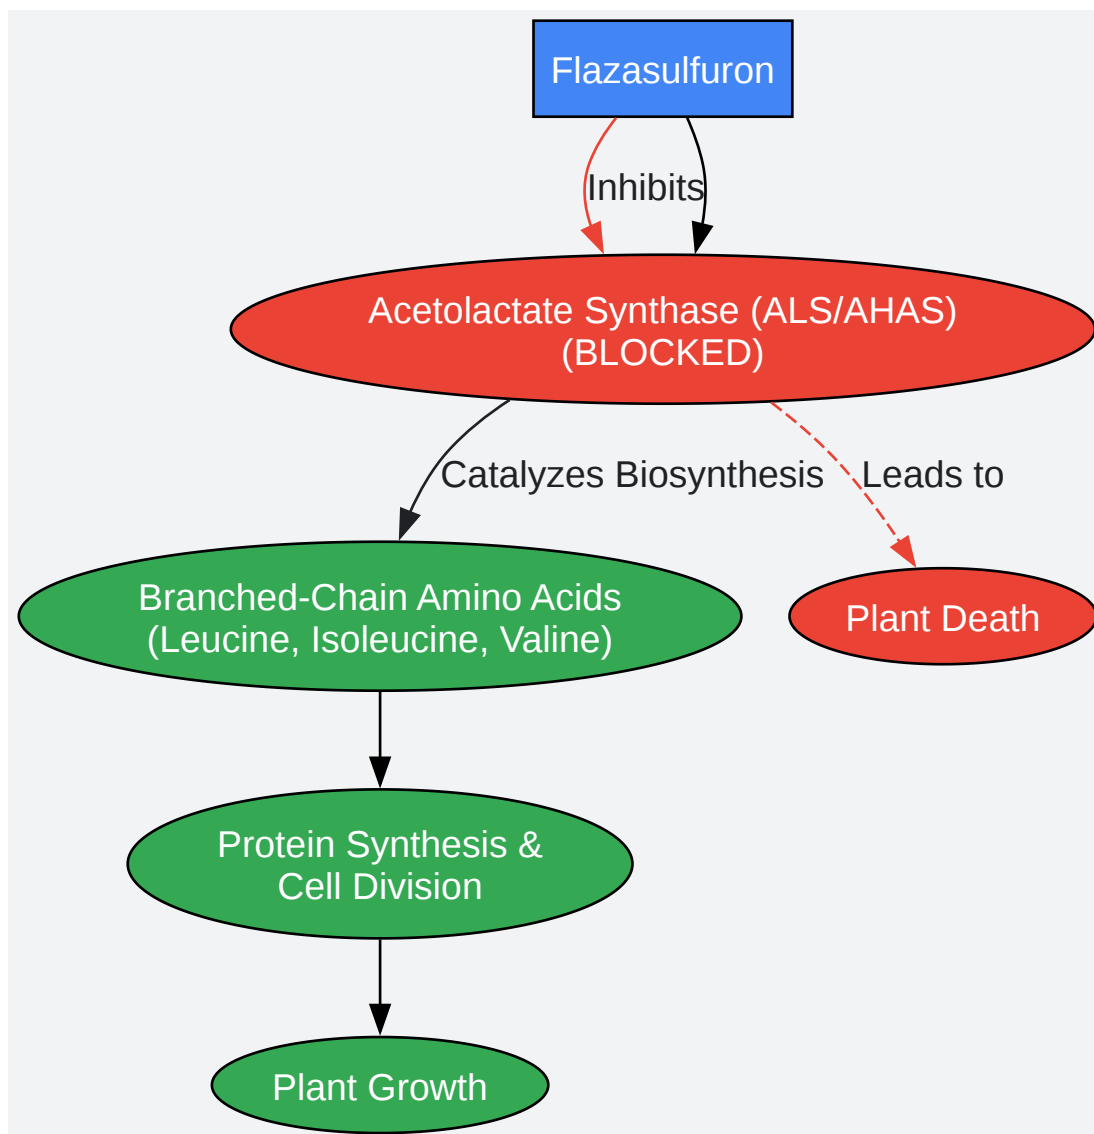 Flazasulfuron
Inhibits
Acetolactate Synthase (ALS/AHAS)
(BLOCKED)
Catalyzes Biosynthesis
Leads to
Branched-Chain Amino Acids
(Leucine, Isoleucine, Valine)
Plant Death
Protein Synthesis &
Cell Division
Plant Growth